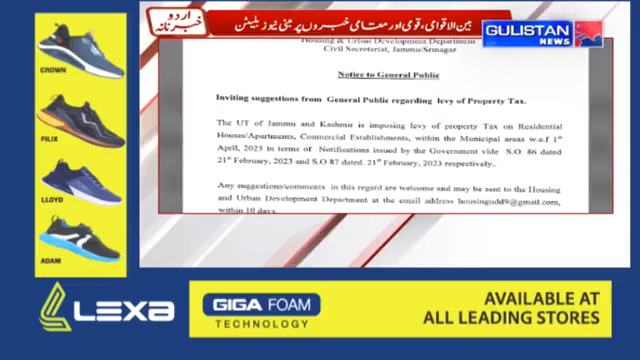 اردو
خبرنامہ
بین الاقوامی، قومی اور مقامی خبروں پر مبنی نیوز بلیٹن
GULISTAN
NEWS
Housing & Urban Development Department
Civil Secretariat, Jammu/Srinagar
Notice to General Public
Inviting suggestions from General Public regarding levy of Property Tax.
The UT of Jammu and Kashmir is imposing levy of property Tax on Residential
Houses/Apartments, Commercial Establishments, within the Municipal areas w.e.f 1st
April, 2023 in terms of Notifications issued by the Government vide S.O. 86 dated
21st February, 2023 and S.O 87 dated. 21st February, 2023 respectively..
Any suggestions/comments in this regard are welcome and may be sent to the Housing
and Urban Development Department at the email address housingudd9@gmail.com,
within 10 days.
CROWN
FILIX
LLOYD
ADAM
LEXA
GIGA FOAM
TECHNOLOGY
AVAILABLE AT
ALL LEADING STORES